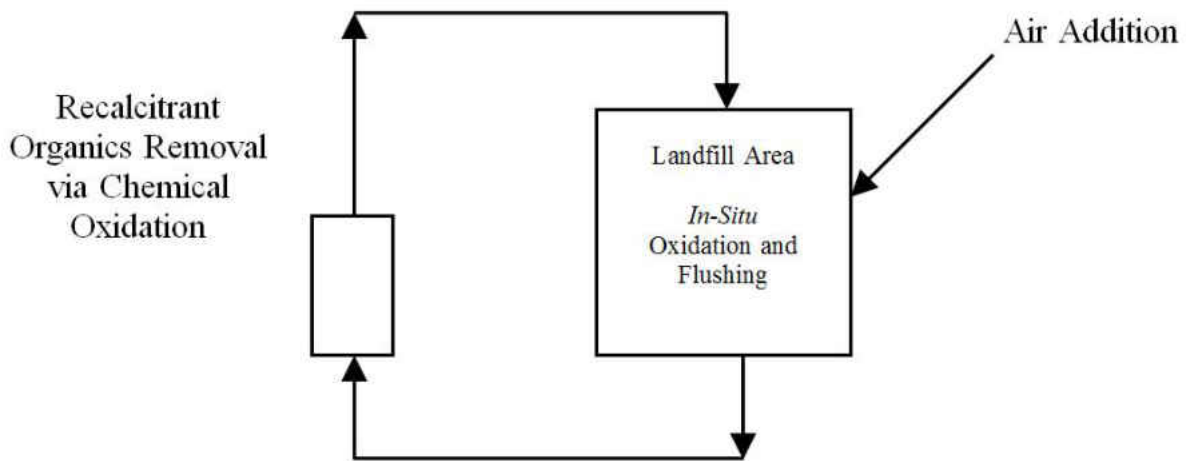 Recalcitrant
Organics Removal
via Chemical
Oxidation
Air Addition
Landfill Area
In-Situ
Oxidation and
Flushing